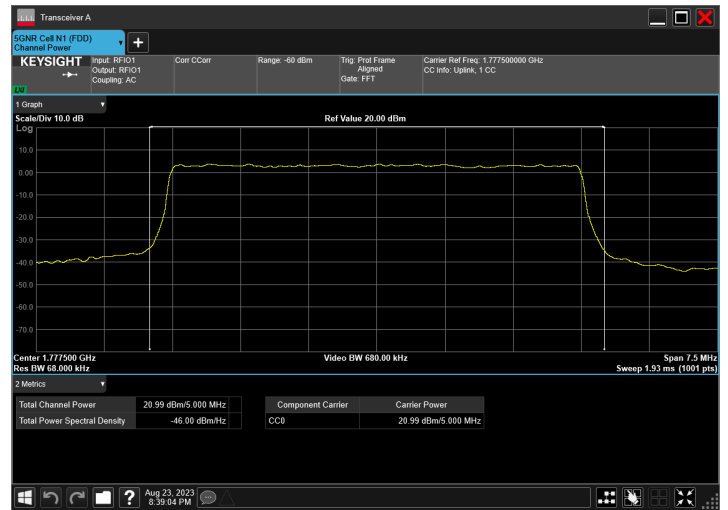 Transceiver A
5GNR Cell N1 (FDD)
Channel Power
KEYSIGHT
LXI
Input: RFIO1
Output: RFIO1
Coupling: AC
Corr CCorr
Range: -60 dBm
Trig: Prot Frame
Aligned
Gate: FFT
Carrier Ref Freq: 1.777500000 GHz
CC Info: Uplink, 1 CC
1 Graph
Scale/Div 10.0 dB
Ref Value 20.00 dBm
Log
10.0
0.00
-10.0
-20.0
-30.0
-40.0
-50.0
-60.0
-70.0
Center 1.777500 GHz
Video BW 680.00 kHz
Span 7.5 MHz
Res BW 68.000 kHz
Sweep 1.93 ms (1001 pts)
2 Metrics
Total Channel Power 20.99 dBm/5.000 MHz
Total Power Spectral Density -46.00 dBm/Hz
Component Carrier Carrier Power
CC0 20.99 dBm/5.000 MHz
Aug 23, 2023
8:39:04 PM